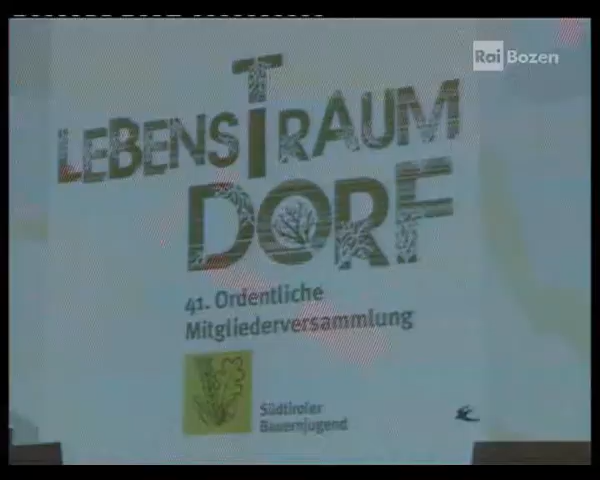 Rai Bozen
LEBENSTRAUM
DORF
41. Ordentliche
Mitgliederversammlung
Südtiroler
Bauernjugend